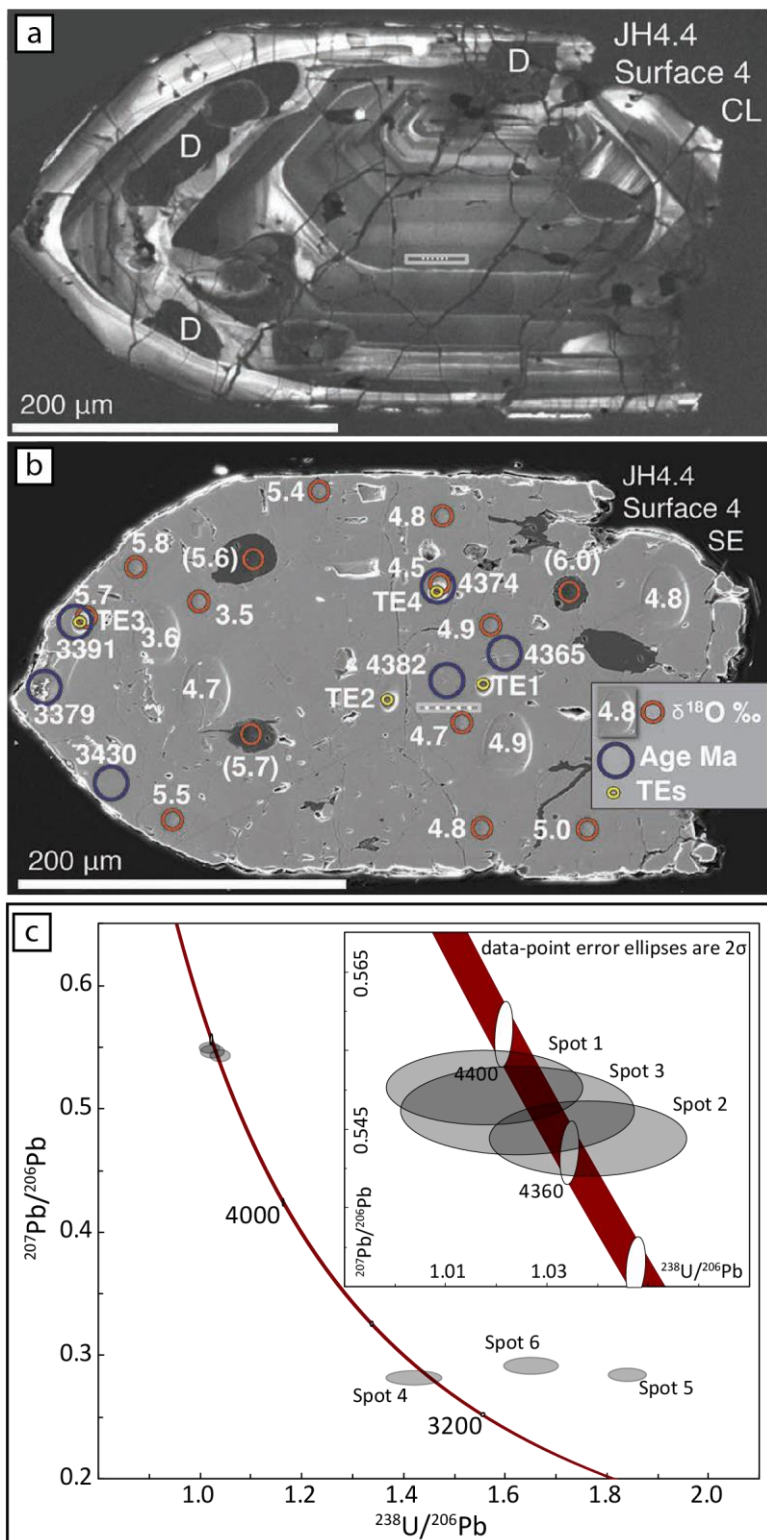 a
JH4.4
Surface 4
CL
D
D
D
200 µm
b
JH4.4
Surface 4
SE
5.4
4.8
5.8
(5.6)
4.5
4374
(6.0)
5.7
TE3
3.5
TE4
4.8
3391
3.6
4.9
4365
4382
3379
4.7
TE2
TE1
4.7
4.9
3430
(5.7)
5.5
4.8
5.0
4.8 δ¹⁸O ‰
Age Ma
TEs
200 µm
c
data-point error ellipses are 2σ
0.565
0.545
Spot 1
4400
Spot 3
Spot 2
4360
²⁰⁷Pb/²⁰⁶Pb
1.01
1.03
²³⁸U/²⁰⁶Pb
0.6
0.5
0.4
0.3
0.2
²⁰⁷Pb/²⁰⁶Pb
4000
3200
Spot 4
Spot 6
Spot 5
1.0
1.2
1.4
1.6
1.8
2.0
²³⁸U/²⁰⁶Pb